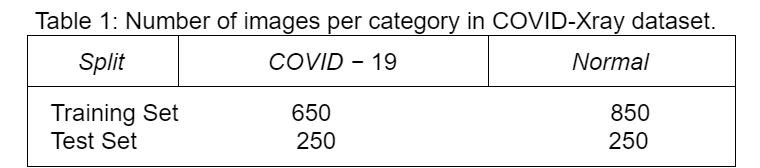 Table 1: Number of images per category in COVID-Xray dataset.
Split COVID − 19 Normal
Training Set 650 850
Test Set 250 250